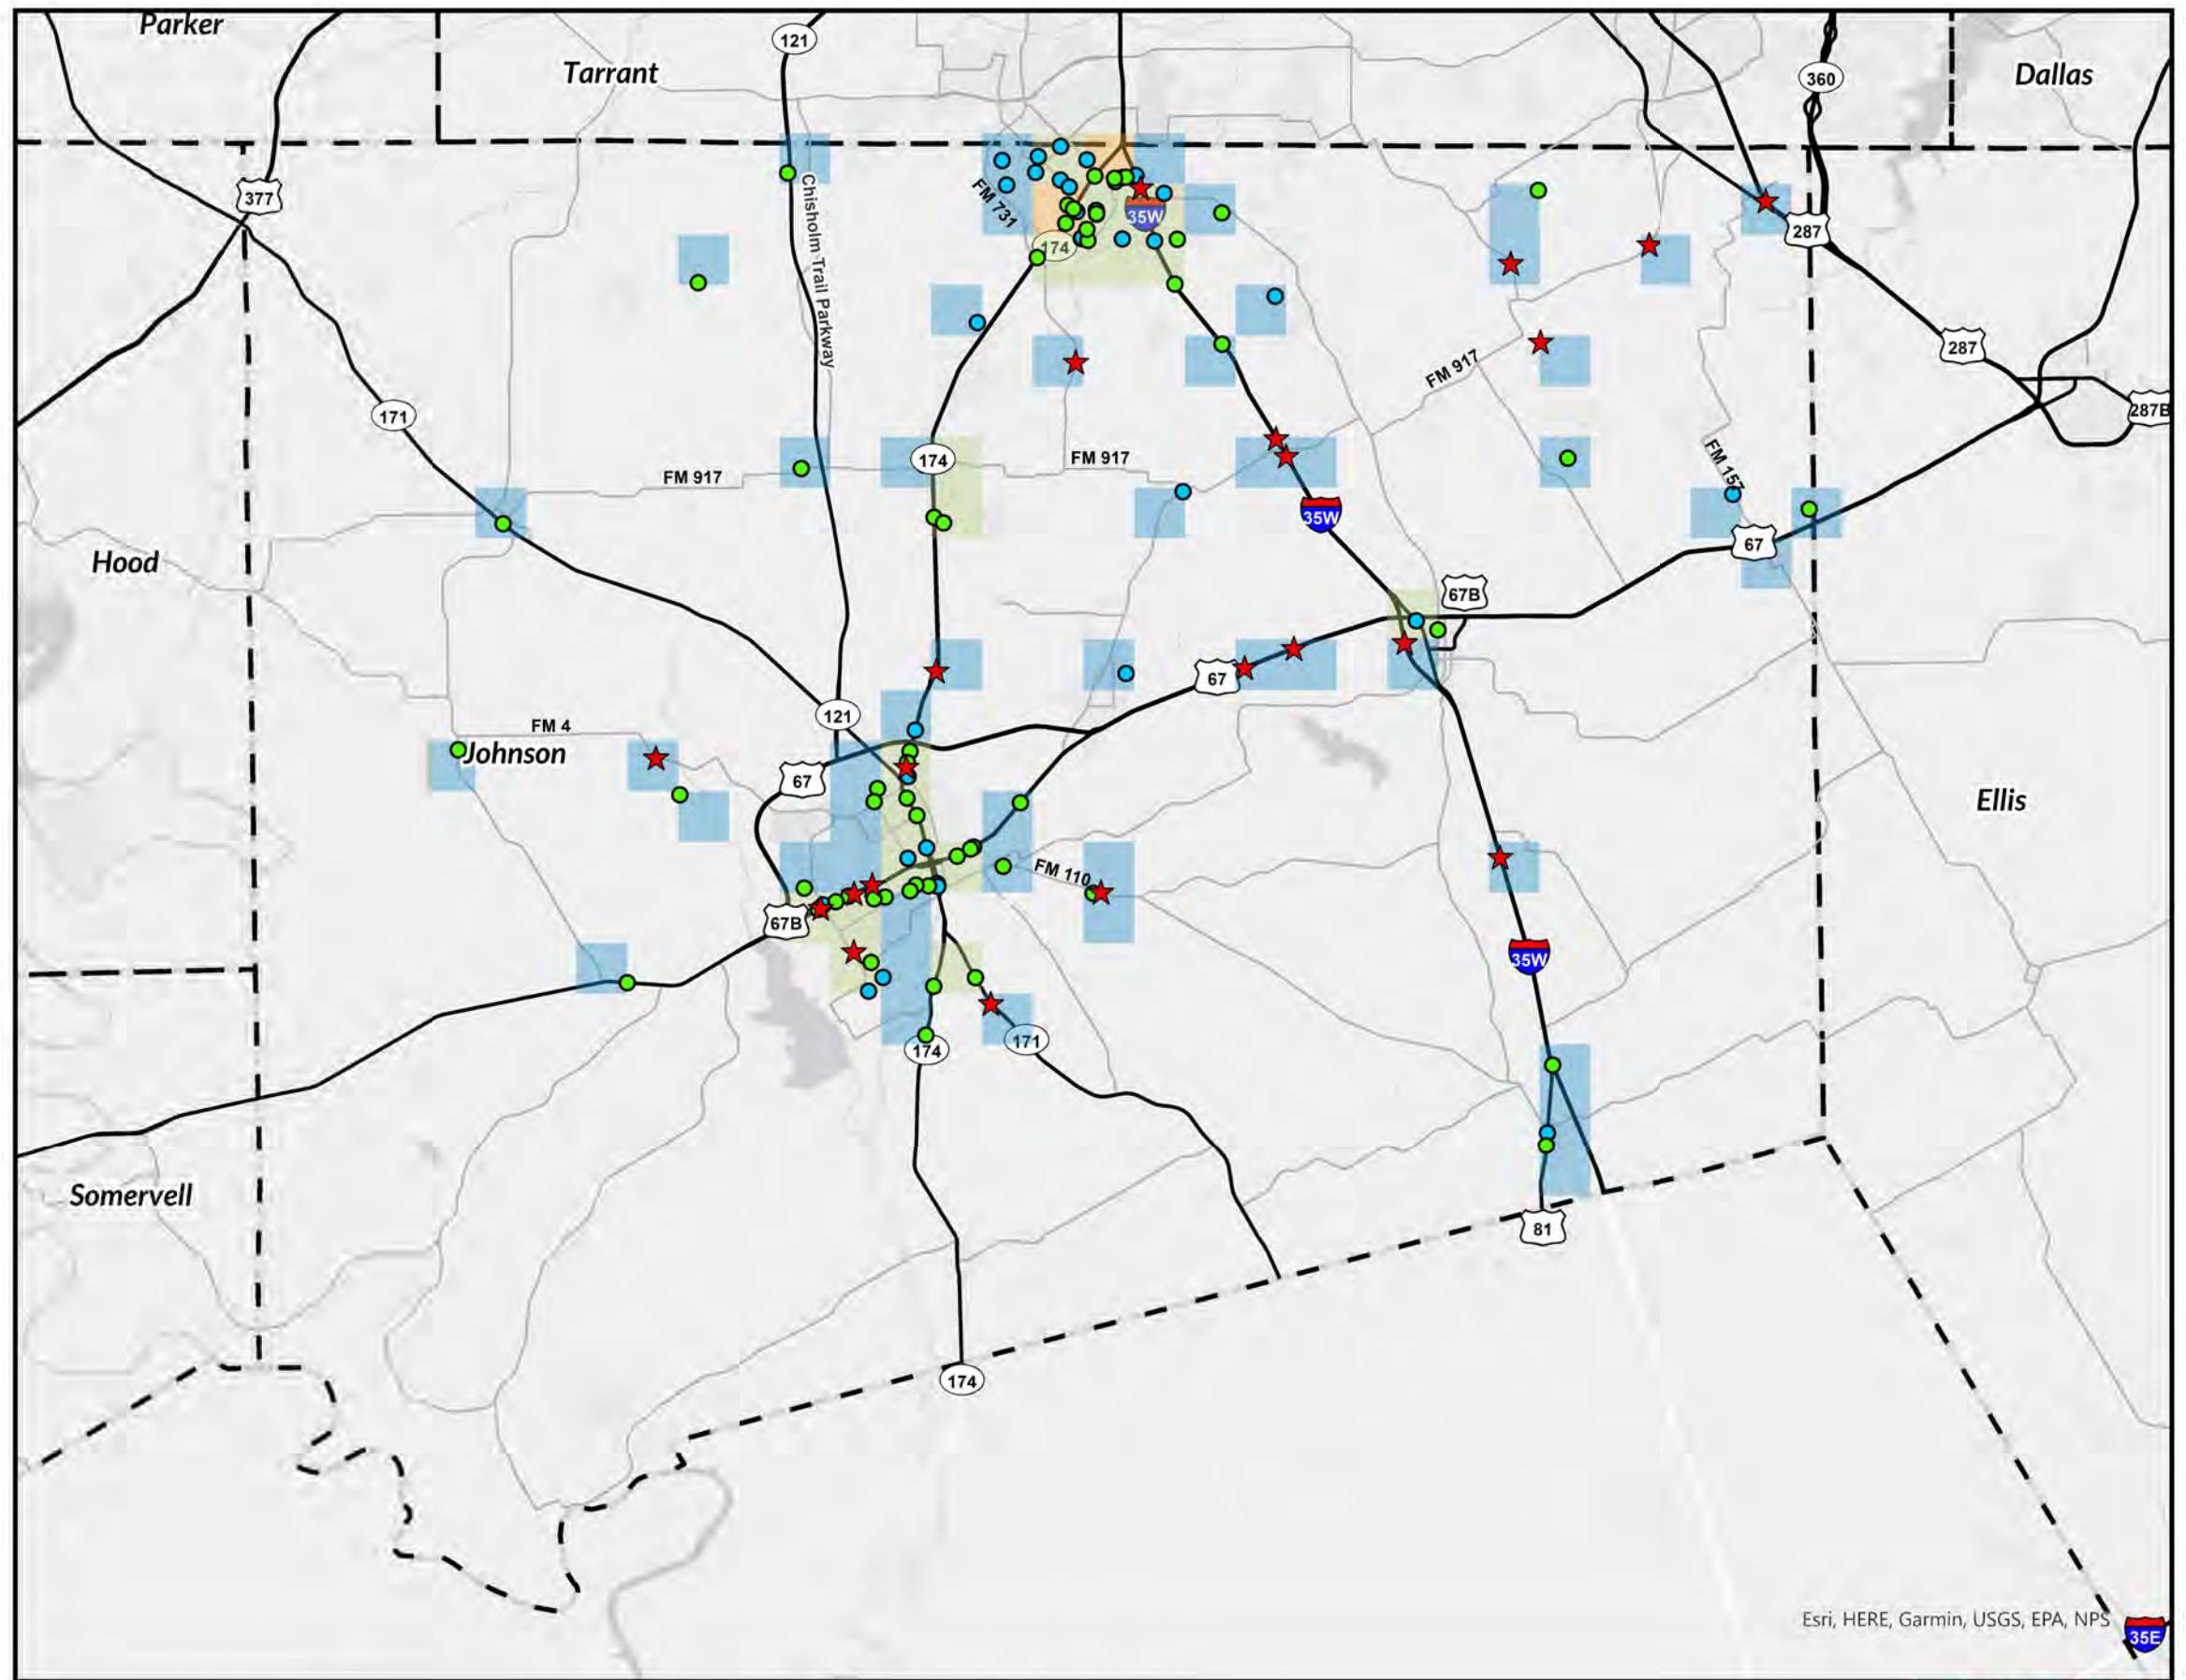 Parker
121
Tarrant
360
Dallas
377
Chisholm Trail Parkway
FM 731
35W
174
287
287
FM 917
287B
171
174
FM 917
FM 917
FM 157
35W
67
Hood
67B
67
121
FM 4
Johnson
67
Ellis
FM 110
67B
35W
171
174
Somervell
81
174
Esri, HERE, Garmin, USGS, EPA, NPS
35E